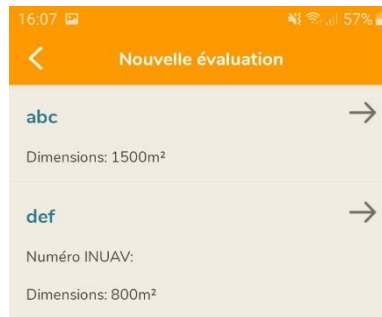 16:07 57%
Nouvelle évaluation
abc
Dimensions: 1500m²
def
Numéro INUAV:
Dimensions: 800m²